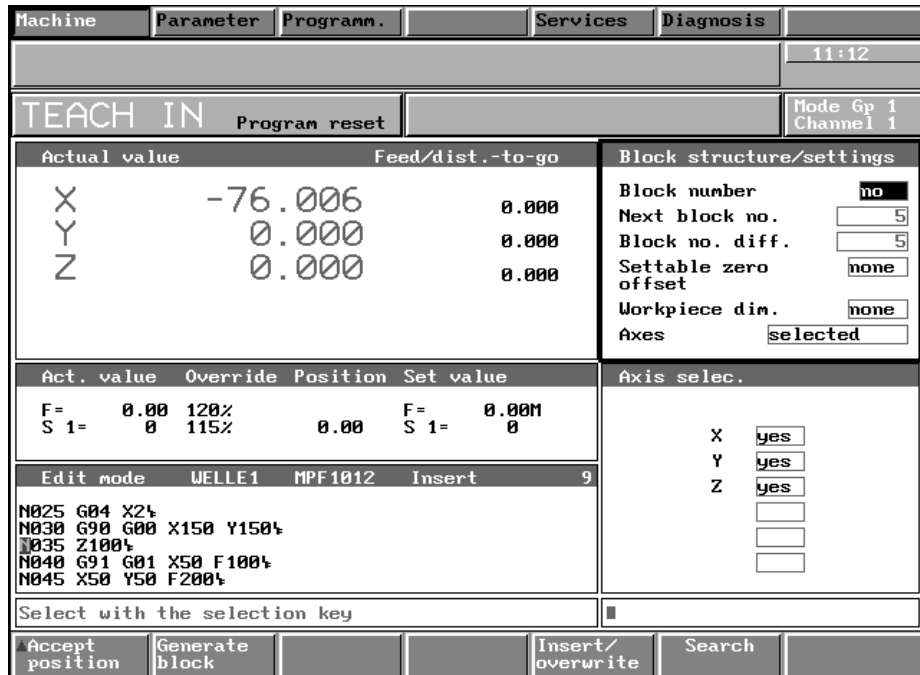 Machine Parameter Programm. Services Diagnosis
11:12
TEACH IN Program reset
Mode Gp 1
Channel 1
Actual value Feed/dist.-to-go
X -76.006 0.000
Y 0.000 0.000
Z 0.000 0.000
Block structure/settings
Block number no
Next block no. 5
Block no. diff. 5
Settable zero none
offset
Workpiece dim. none
Axes selected
Act. value Override Position Set value
F= 0.00 120% F= 0.00M
S 1= 0 115% 0.00 S 1= 0
Axis selec.
X yes
Y yes
Z yes
Edit mode WELLE1 MPF1012 Insert 9
N025 G04 X2␊
N030 G90 G00 X150 Y150␊
N035 Z100␊
N040 G91 G01 X50 F100␊
N045 X50 Y50 F200␊
Select with the selection key
Accept
position
Generate
block
Insert/
overwrite
Search